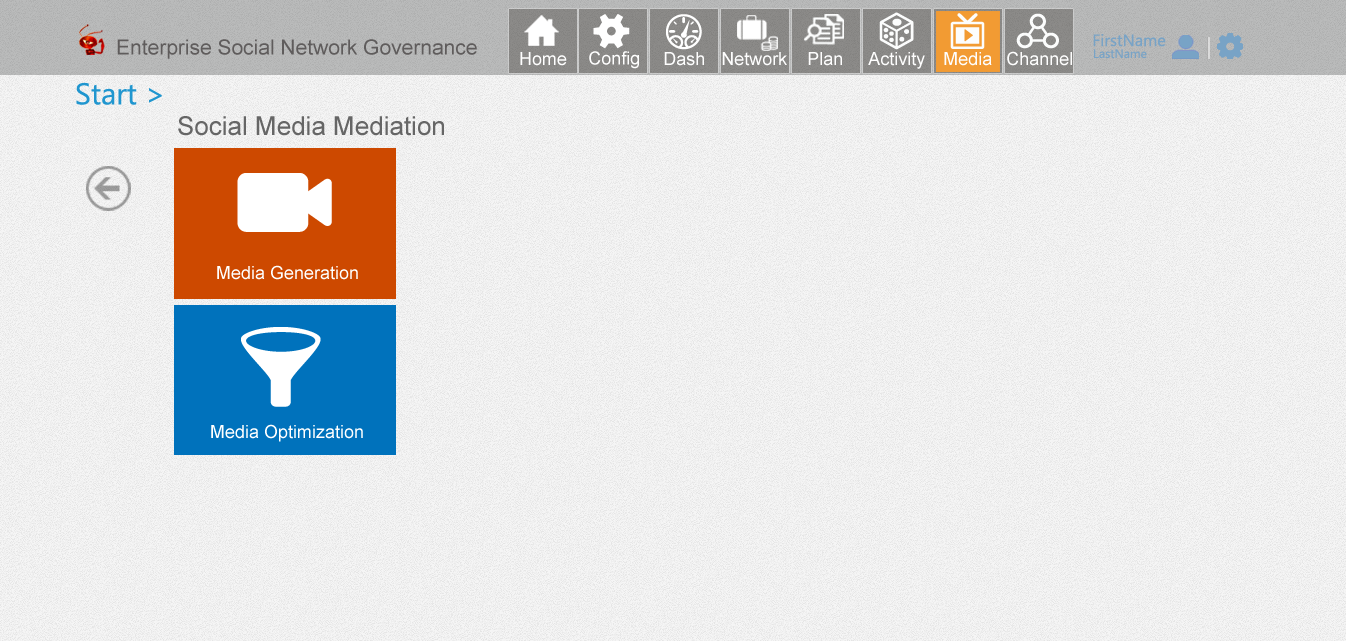 Enterprise Social Network Governance
Home
Config
Dash
Network
Plan
Activity
Media
Channel
FirstName
LastName
Start >
Social Media Mediation
Media Generation
Media Optimization